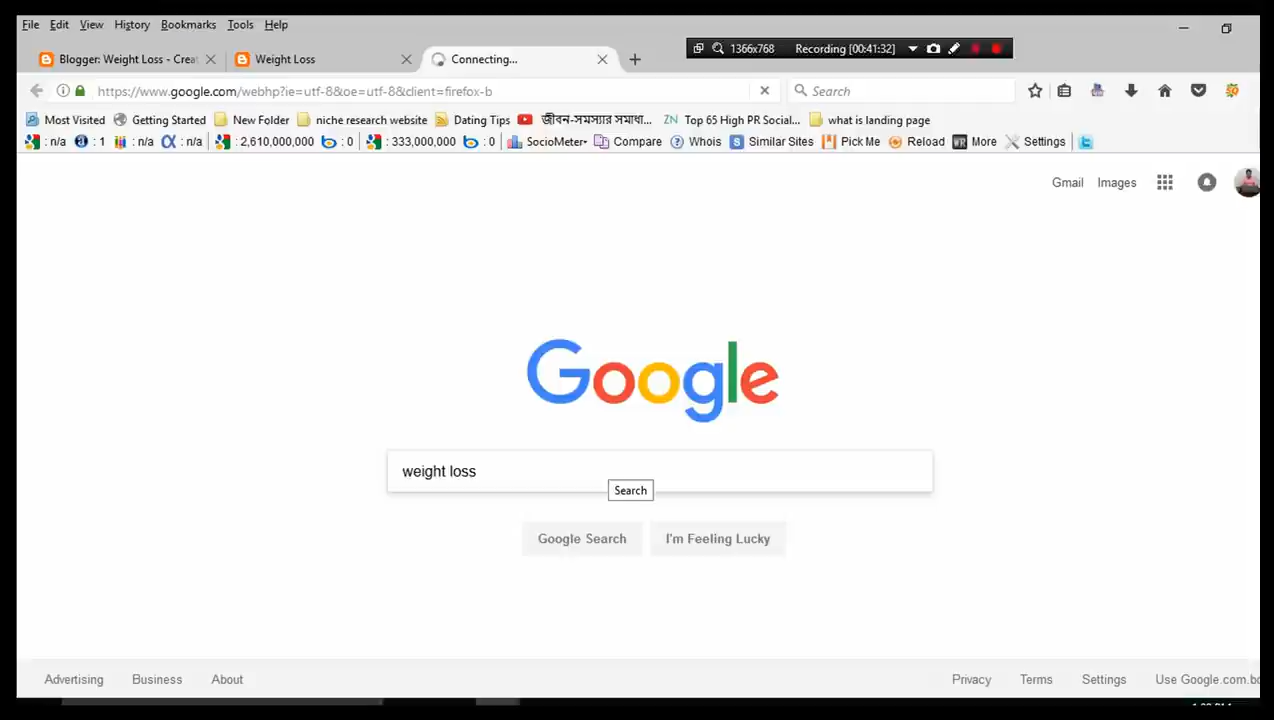 File Edit View History Bookmarks Tools Help
1366x768 Recording [00:41:32]
Blogger: Weight Loss - Creat Weight Loss Connecting...
https://www.google.com/webhp?ie=utf-8&oe=utf-8&client=firefox-b Search
Most Visited Getting Started New Folder niche research website Dating Tips জীবন-সমস্যার সমাধা... ZN Top 65 High PR Social... what is landing page
: n/a : 1 : n/a : n/a : 2,610,000,000 : 0 : 333,000,000 : 0 SocioMeter Compare Whois Similar Sites Pick Me Reload WR More Settings
Gmail Images
Google
weight loss
Search
Google Search I'm Feeling Lucky
Advertising Business About Privacy Terms Settings Use Google.com.bd